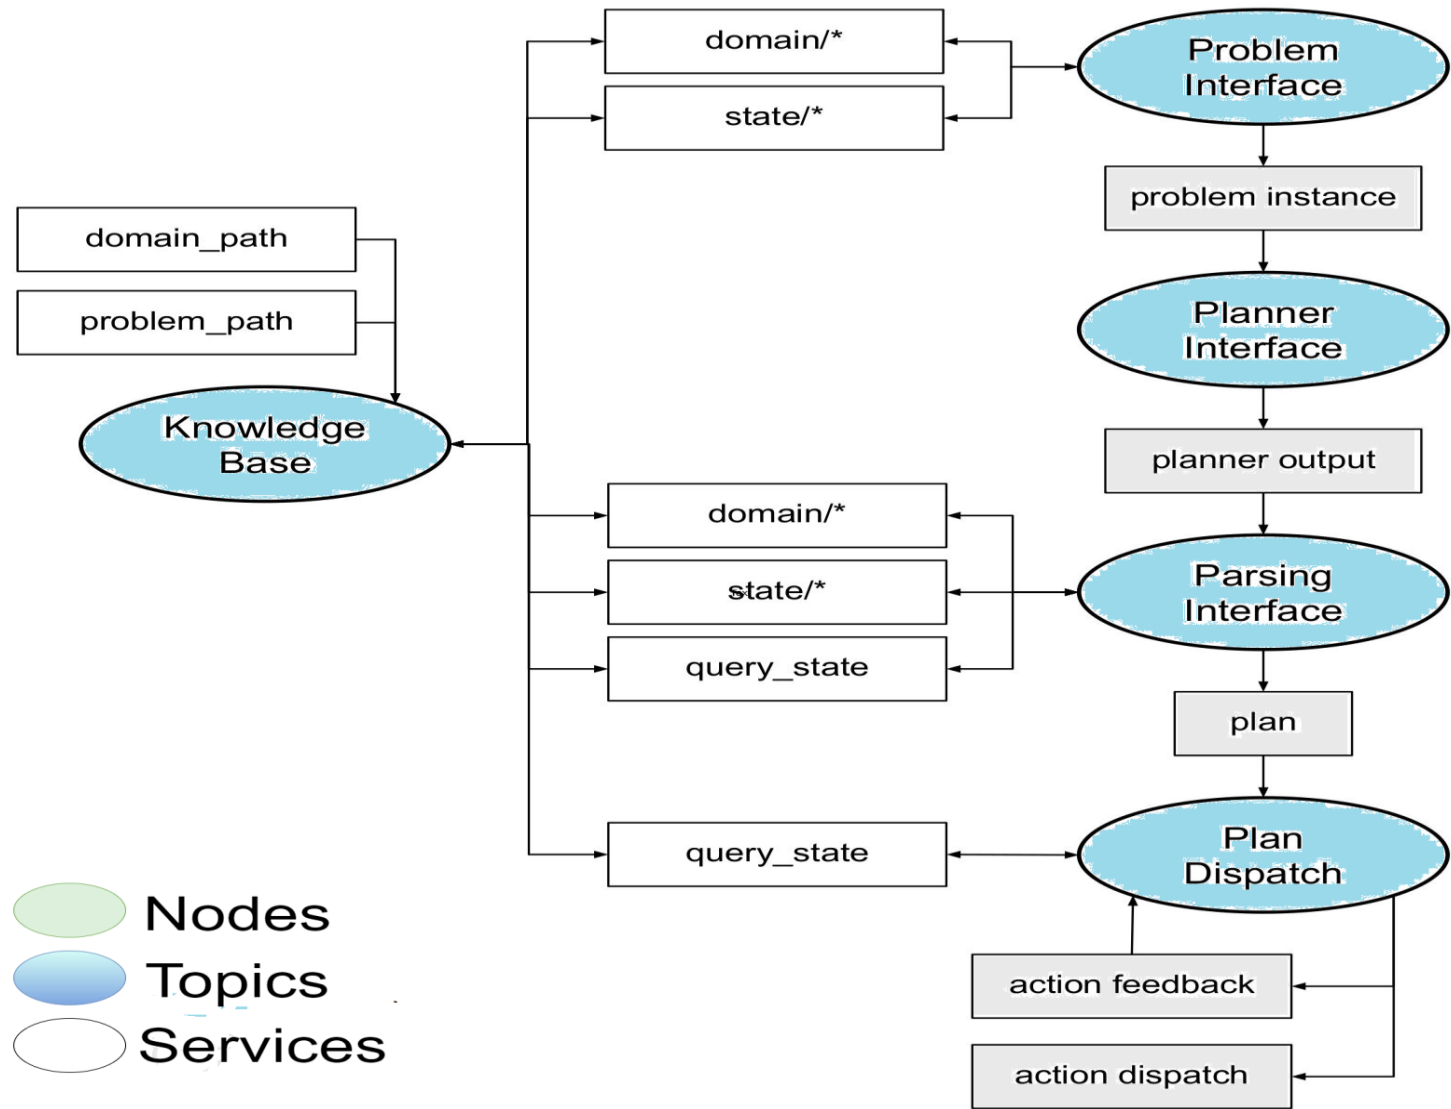 domain/*
state/*
Problem
Interface
problem instance
domain_path
problem_path
Planner
Interface
Knowledge
Base
planner output
domain/*
state/*
query_state
Parsing
Interface
plan
query_state
Plan
Dispatch
action feedback
action dispatch
Nodes
Topics
Services